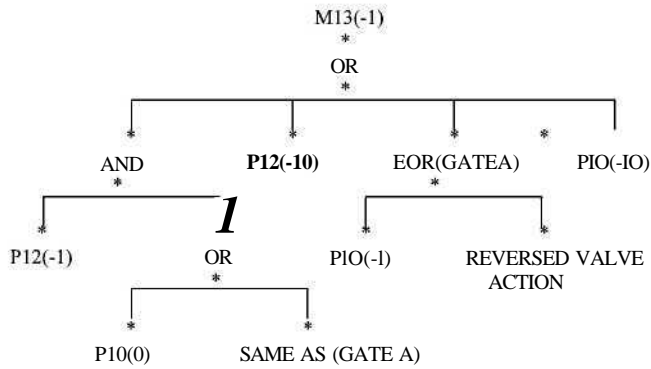 M13(-1)
*
OR
*
* * * * *
AND P12(-10) EOR(GATEA) PIO(-IO)
* *
* 1 * *
P12(-1) OR P1O(-l) REVERSED VALVE
* ACTION
* *
P10(0) SAME AS (GATE A)